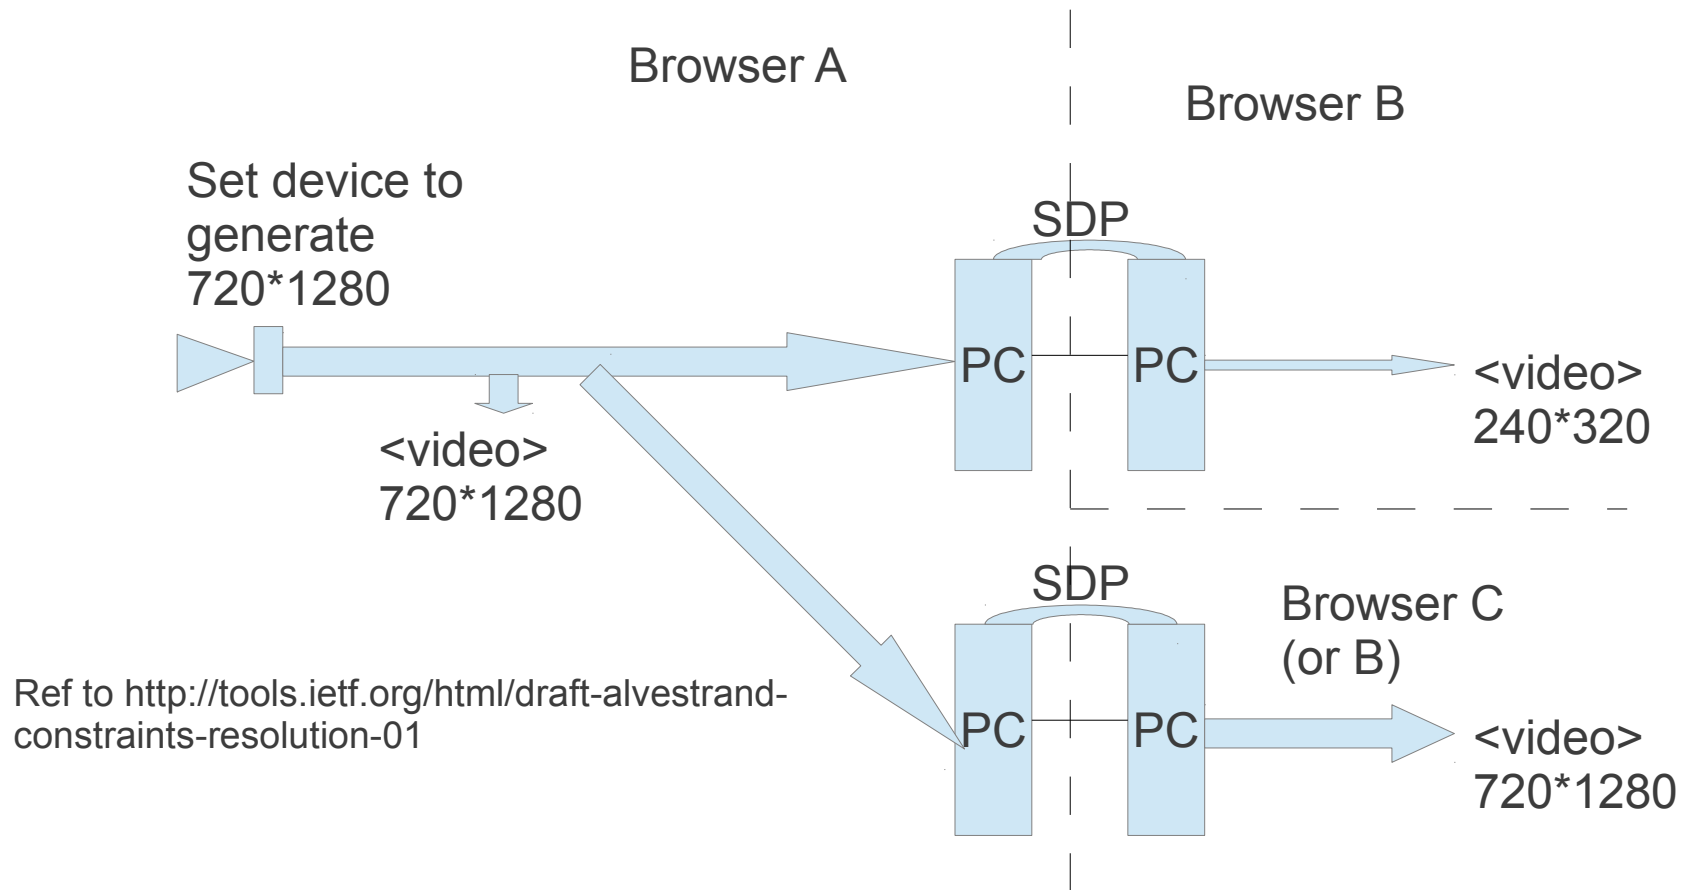 Browser A
Browser B
Set device to
generate
720*1280
SDP
PC
PC
<video>
240*320
<video>
720*1280
SDP
Browser C
(or B)
Ref to http://tools.ietf.org/html/draft-alvestrand-
constraints-resolution-01
PC
PC
<video>
720*1280